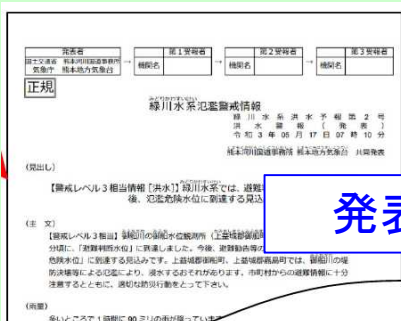 発表者
国土交通省 熊本河川国道事務所
気象庁 熊本地方気象台
→
第1受報者
機関名
→
第2受報者
機関名
→
第3受報者
機関名
正規
みどりかわすいけい
緑川水系氾濫警戒情報
緑川水系洪水予報第2号
洪水警報(発表)
令和3年05月17日07時10分
熊本河川国道事務所 熊本地方気象台 共同発表
(見出し)
【警戒レベル3相当情報[洪水]】緑川水系では、避難
後、氾濫危険水位に到達する見込
発表
(主 文)
【警戒レベル3相当】
水位観測所(上益城郡御船町
分頃に、「避難判断水位」に到達しました。今後、避難勧告等の
危険水位」に到達する見込みです。上益城郡御船町、上益城郡嘉島町では、御船川の堤
防決壊等による氾濫により、浸水するおそれがあります。市町村からの避難情報に十分
注意するとともに、適切な防災行動をとって下さい。
(雨量)
多いところで1時間に90ミリの雨が降っています